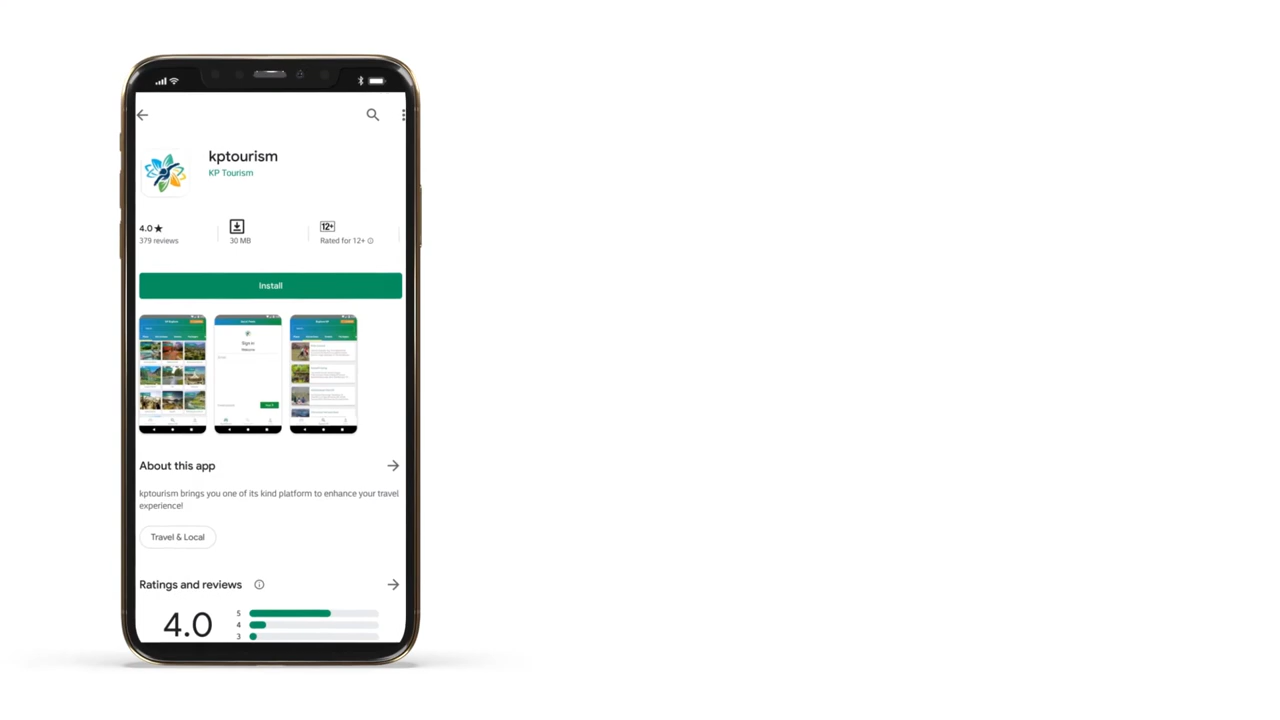 kptourism
KP Tourism
4.0★
379 reviews
30 MB
12+
Rated for 12+
Install
Sign In
About this app
kptourism brings you one of its kind platform to enhance your travel
experience!
Travel & Local
Ratings and reviews
4.0
5
4
3